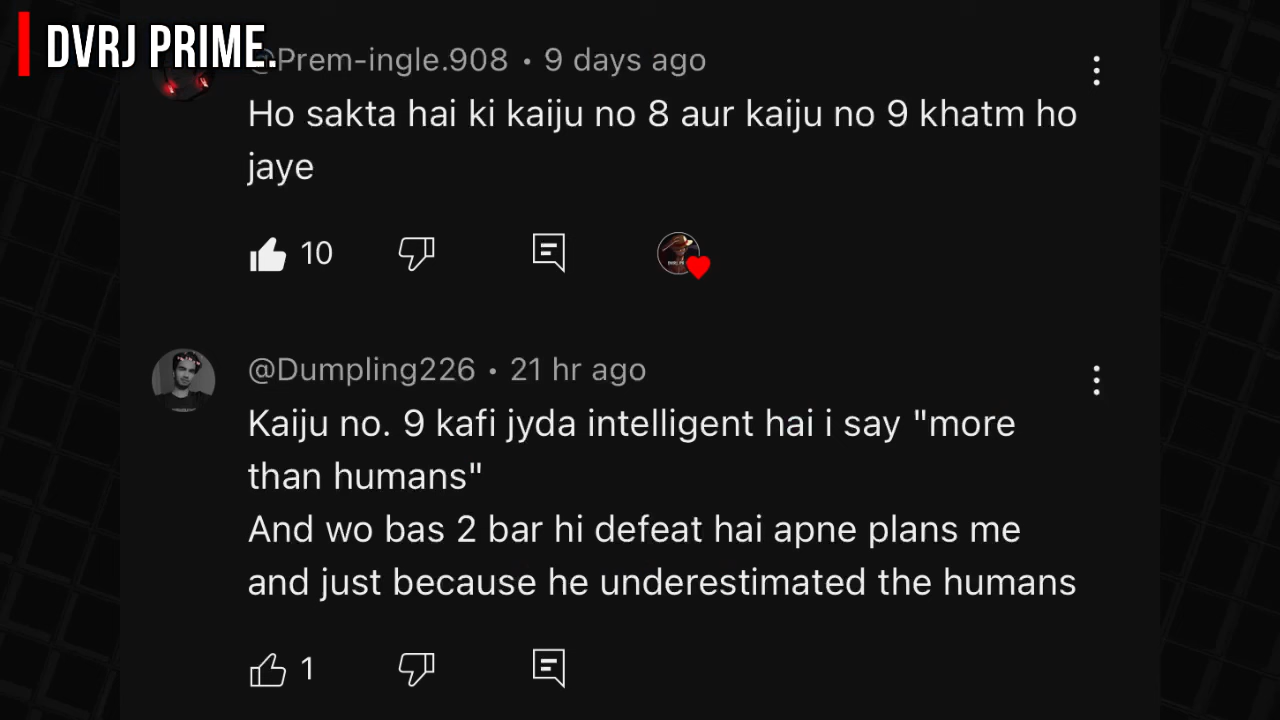 DVRJ PRIME.
@Prem-ingle.908 • 9 days ago
Ho sakta hai ki kaiju no 8 aur kaiju no 9 khatm ho
jaye
10
@Dumpling226 • 21 hr ago
Kaiju no. 9 kafi jyda intelligent hai i say "more
than humans"
And wo bas 2 bar hi defeat hai apne plans me
and just because he underestimated the humans
1